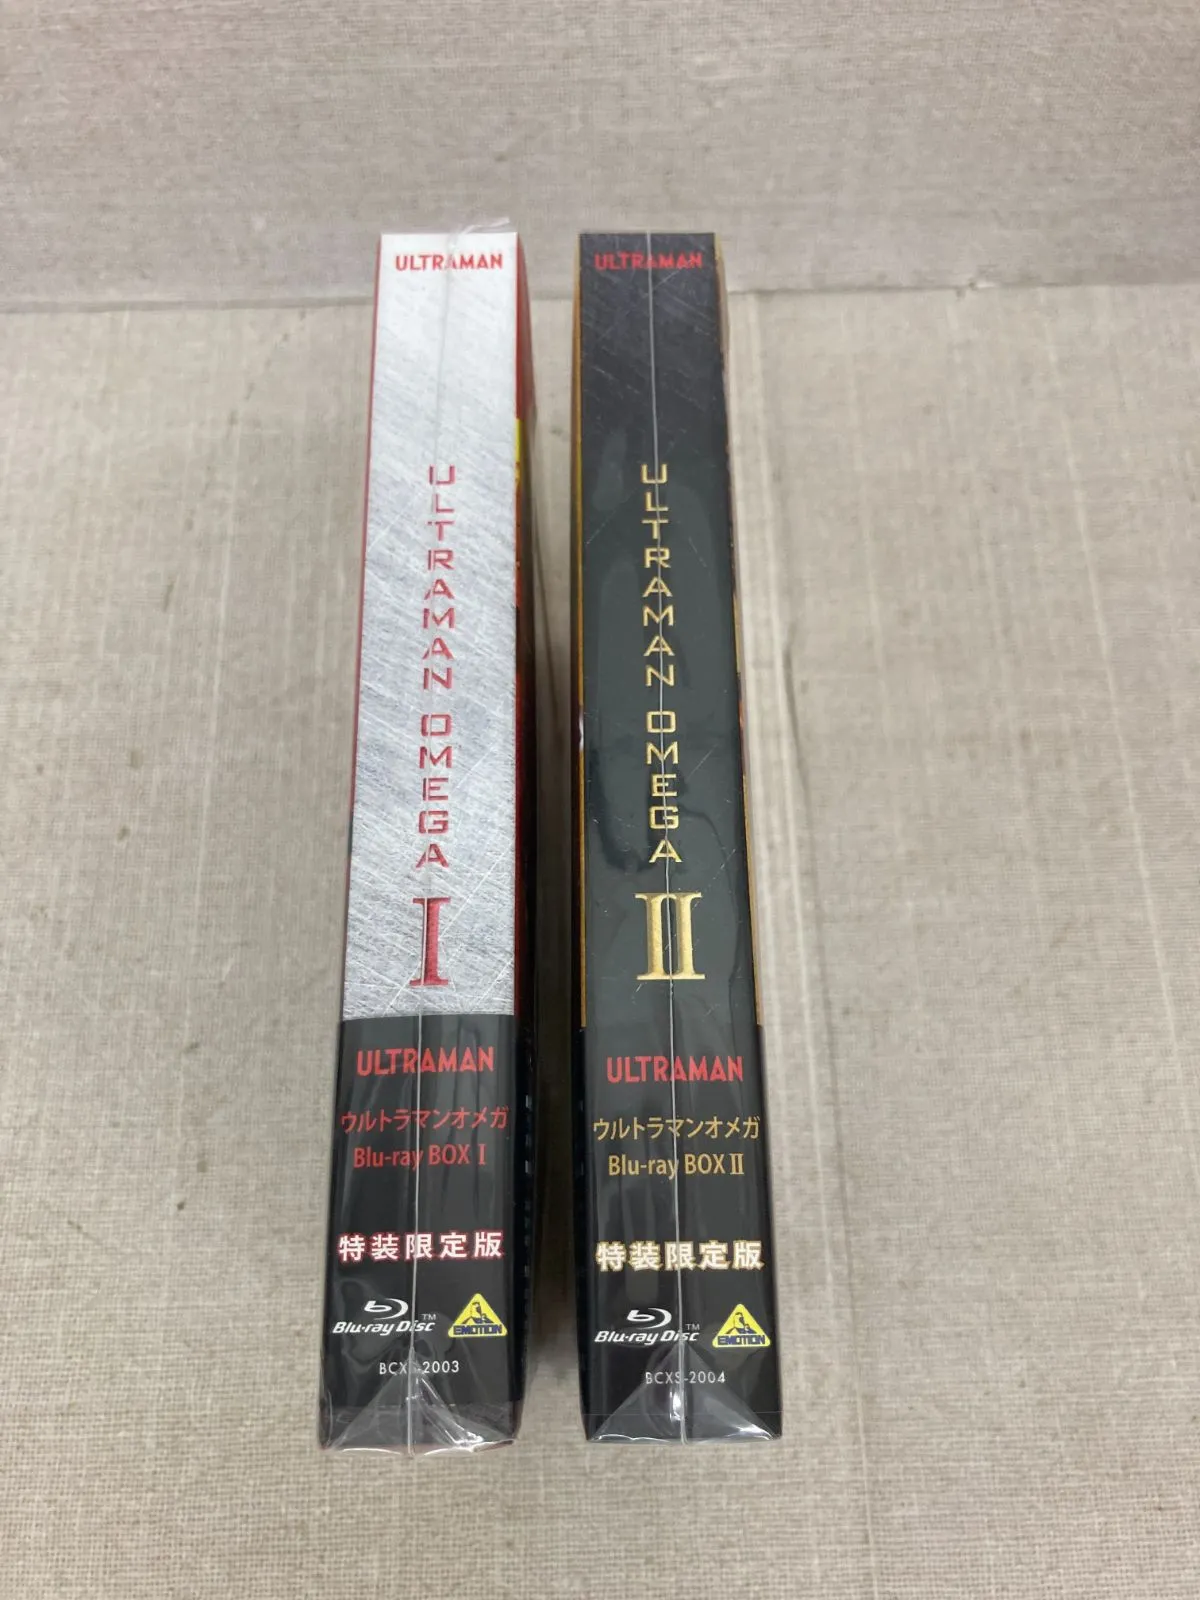 ULTRAMAN
ULTRAMAN OMEGA I
ULTRAMAN
ウルトラマンオメガ
Blu-ray BOX I
特装限定版
Blu-ray Disc™
EMOTION
BCXS-2003
ULTRAMAN
ULTRAMAN OMEGA II
ULTRAMAN
ウルトラマンオメガ
Blu-ray BOX II
特装限定版
Blu-ray Disc™
EMOTION
BCXS-2004